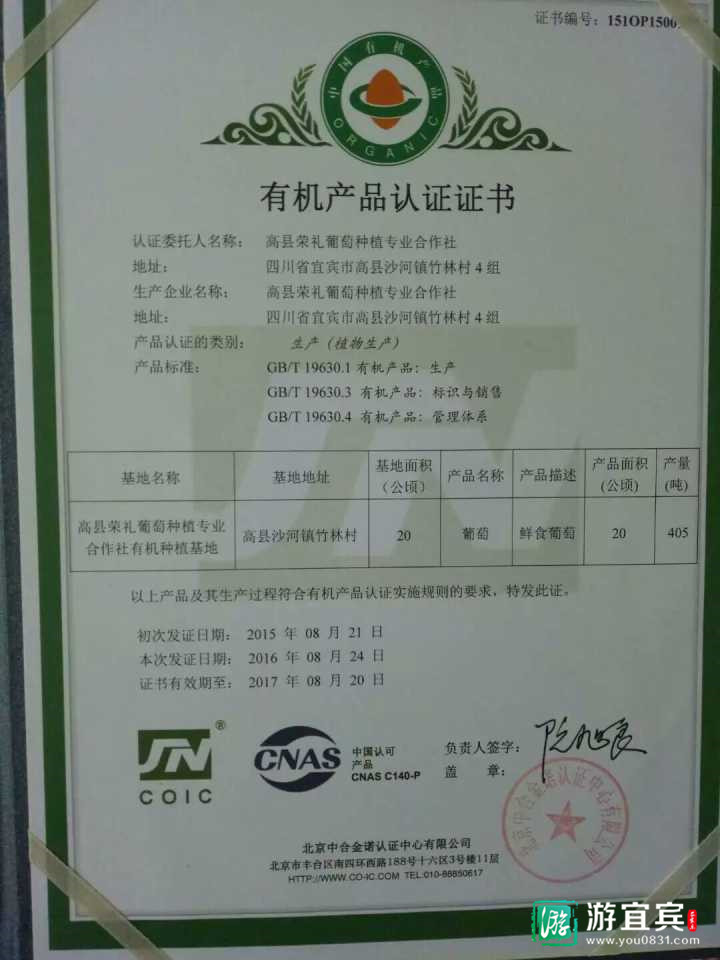 证书编号：151OP1500
中国有机产品
ORGANIC
有机产品认证证书
认证委托人名称： 高县荣礼葡萄种植专业合作社
地址： 四川省宜宾市高县沙河镇竹林村 4 组
生产企业名称： 高县荣礼葡萄种植专业合作社
地址： 四川省宜宾市高县沙河镇竹林村 4 组
产品认证的类别： 生产（植物生产）
产品标准： GB/T 19630.1 有机产品：生产
GB/T 19630.3 有机产品：标识与销售
GB/T 19630.4 有机产品：管理体系
基地名称 基地地址 基地面积（公顷） 产品名称 产品描述 产品面积（公顷) 产量(吨)
高县荣礼葡萄种植专业合作社有机种植基地 高县沙河镇竹林村 20 葡萄 鲜食葡萄 20 405
以上产品及其生产过程符合有机产品认证实施规则的要求，特发此证。
初次发证日期： 2015 年 08 月 21 日
本次发证日期： 2016 年 08 月 24 日
证书有效期至： 2017 年 08 月 20 日
®
COIC
CNAS
中国认可
产品
CNAS C140-P
负责人签字：
盖 章：
北京中合金诺认证中心有限公司
北京中合金诺认证中心有限公司
北京市丰台区南四环西路188号十六区3号楼11层
HTTP://WWW.CO-IC.COM TEL:010-88850617
游 游宜宾
www.you0831.com